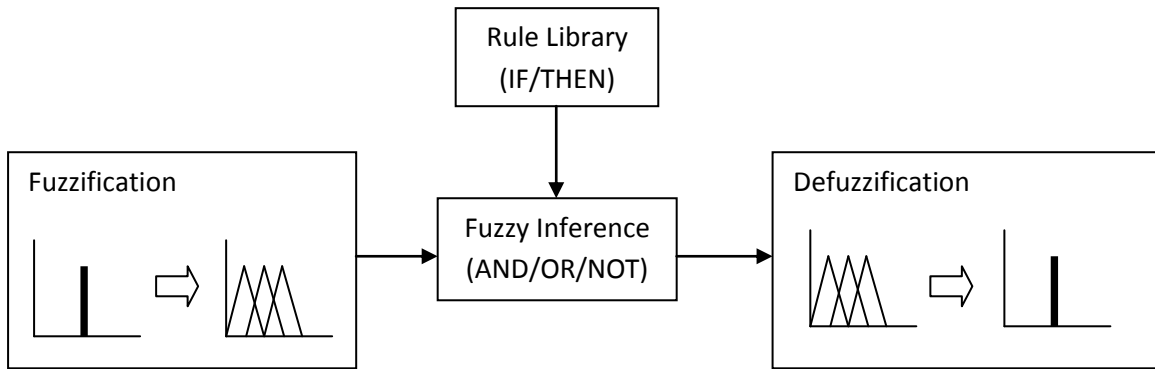 Rule Library
(IF/THEN)
Fuzzification
Fuzzy Inference
(AND/OR/NOT)
Defuzzification